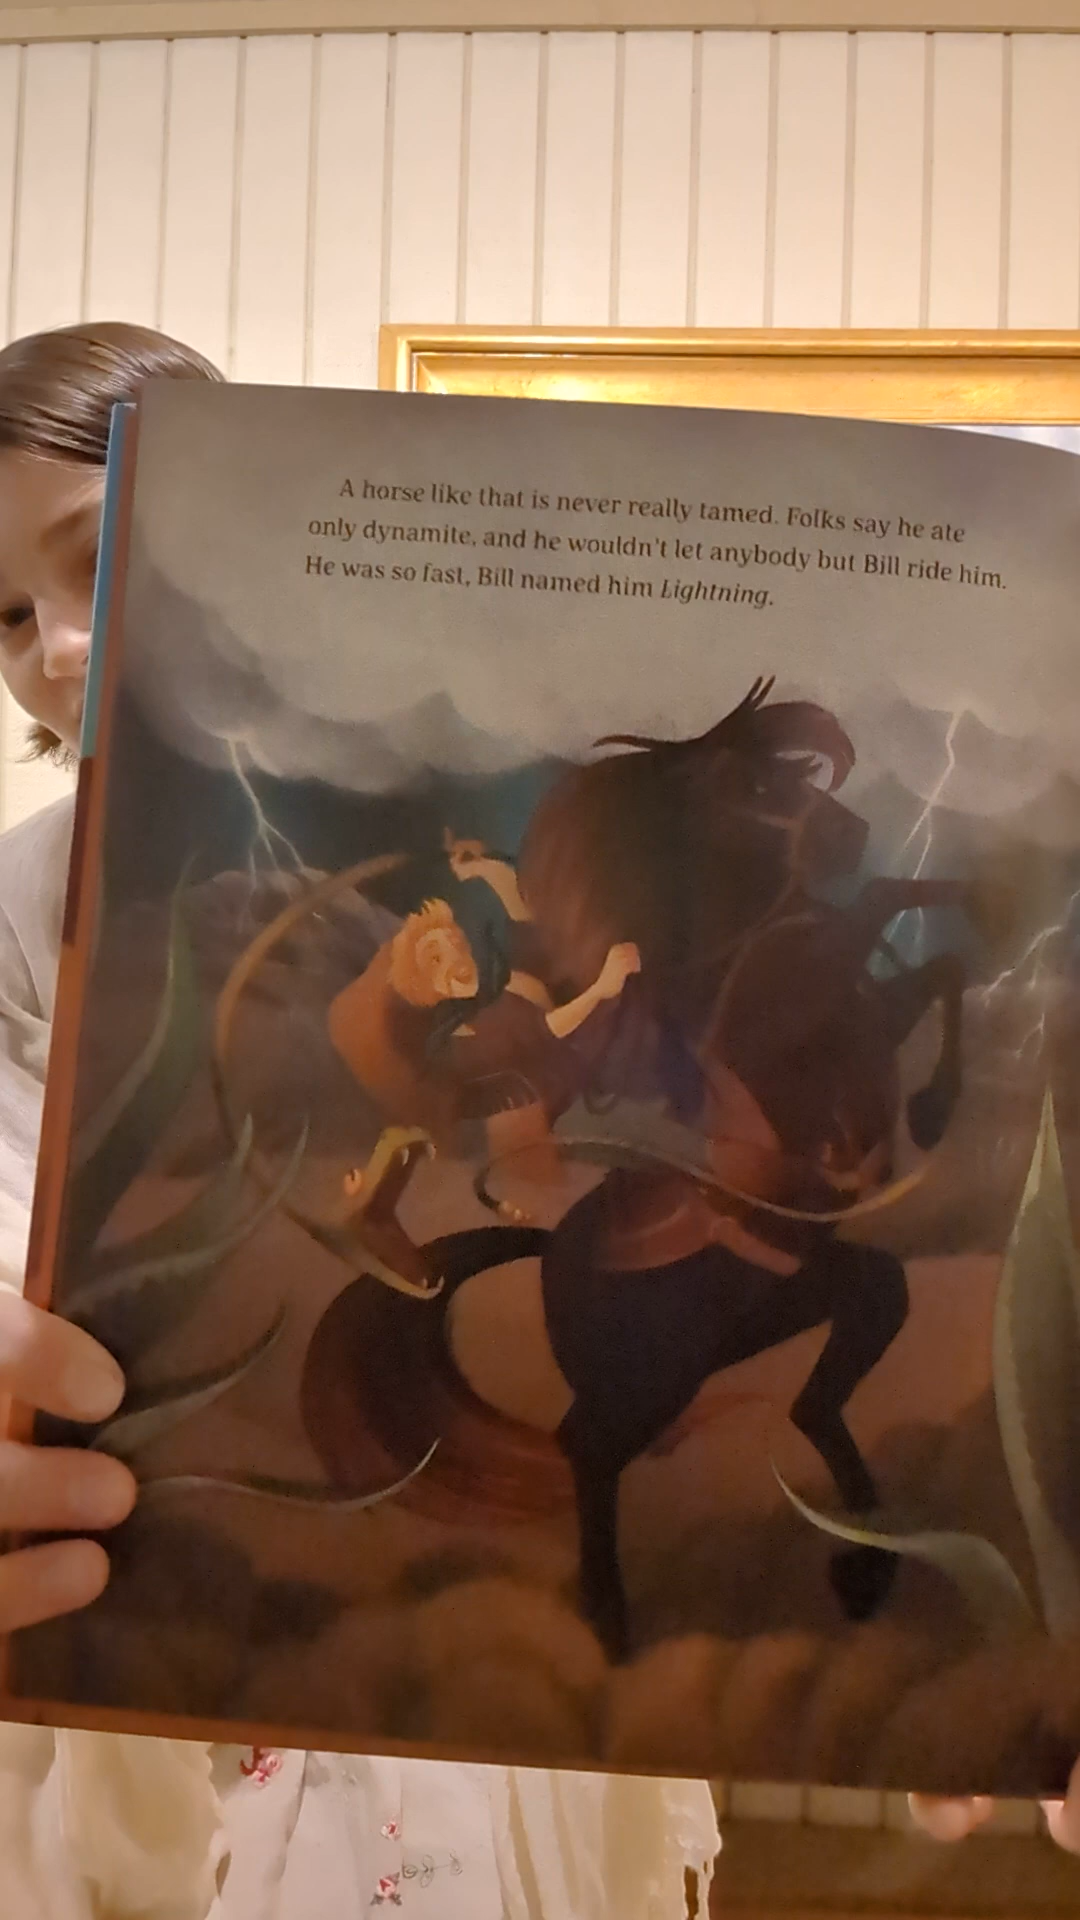 A horse like that is never really tamed. Folks say he ate
only dynamite, and he wouldn't let anybody but Bill ride him.
He was so fast, Bill named him Lightning.